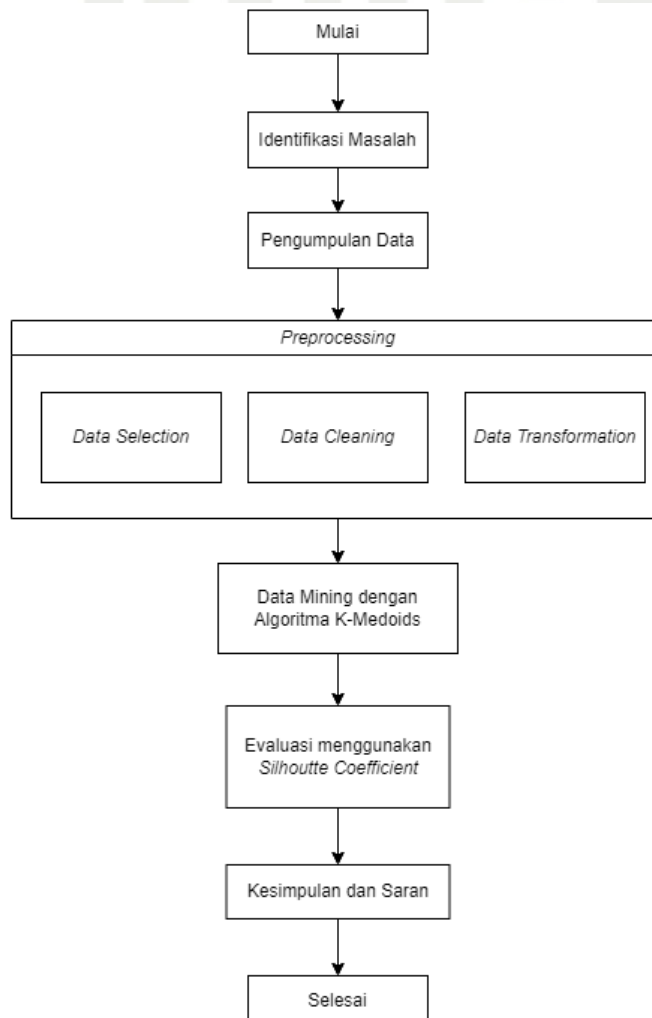 Mulai
Identifikasi Masalah
Pengumpulan Data
Preprocessing
Data Selection
Data Cleaning
Data Transformation
Data Mining dengan
Algoritma K-Medoids
Evaluasi menggunakan
Silhoutte Coefficient
Kesimpulan dan Saran
Selesai